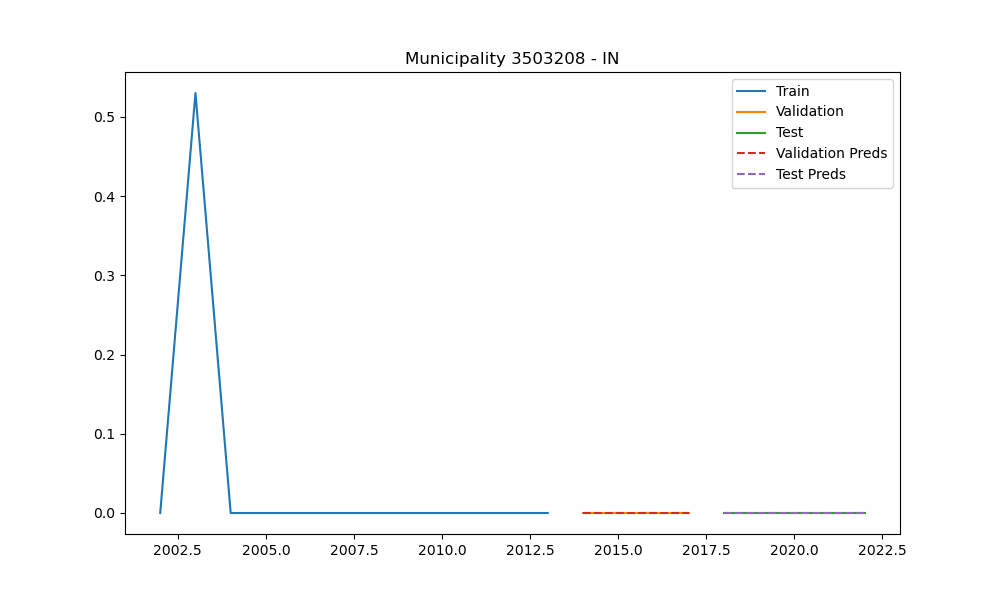 Municipality 3503208 - IN
Train
Validation
Test
Validation Preds
Test Preds
0.5
0.4
0.3
0.2
0.1
0.0
2002.5 2005.0 2007.5 2010.0 2012.5 2015.0 2017.5 2020.0 2022.5